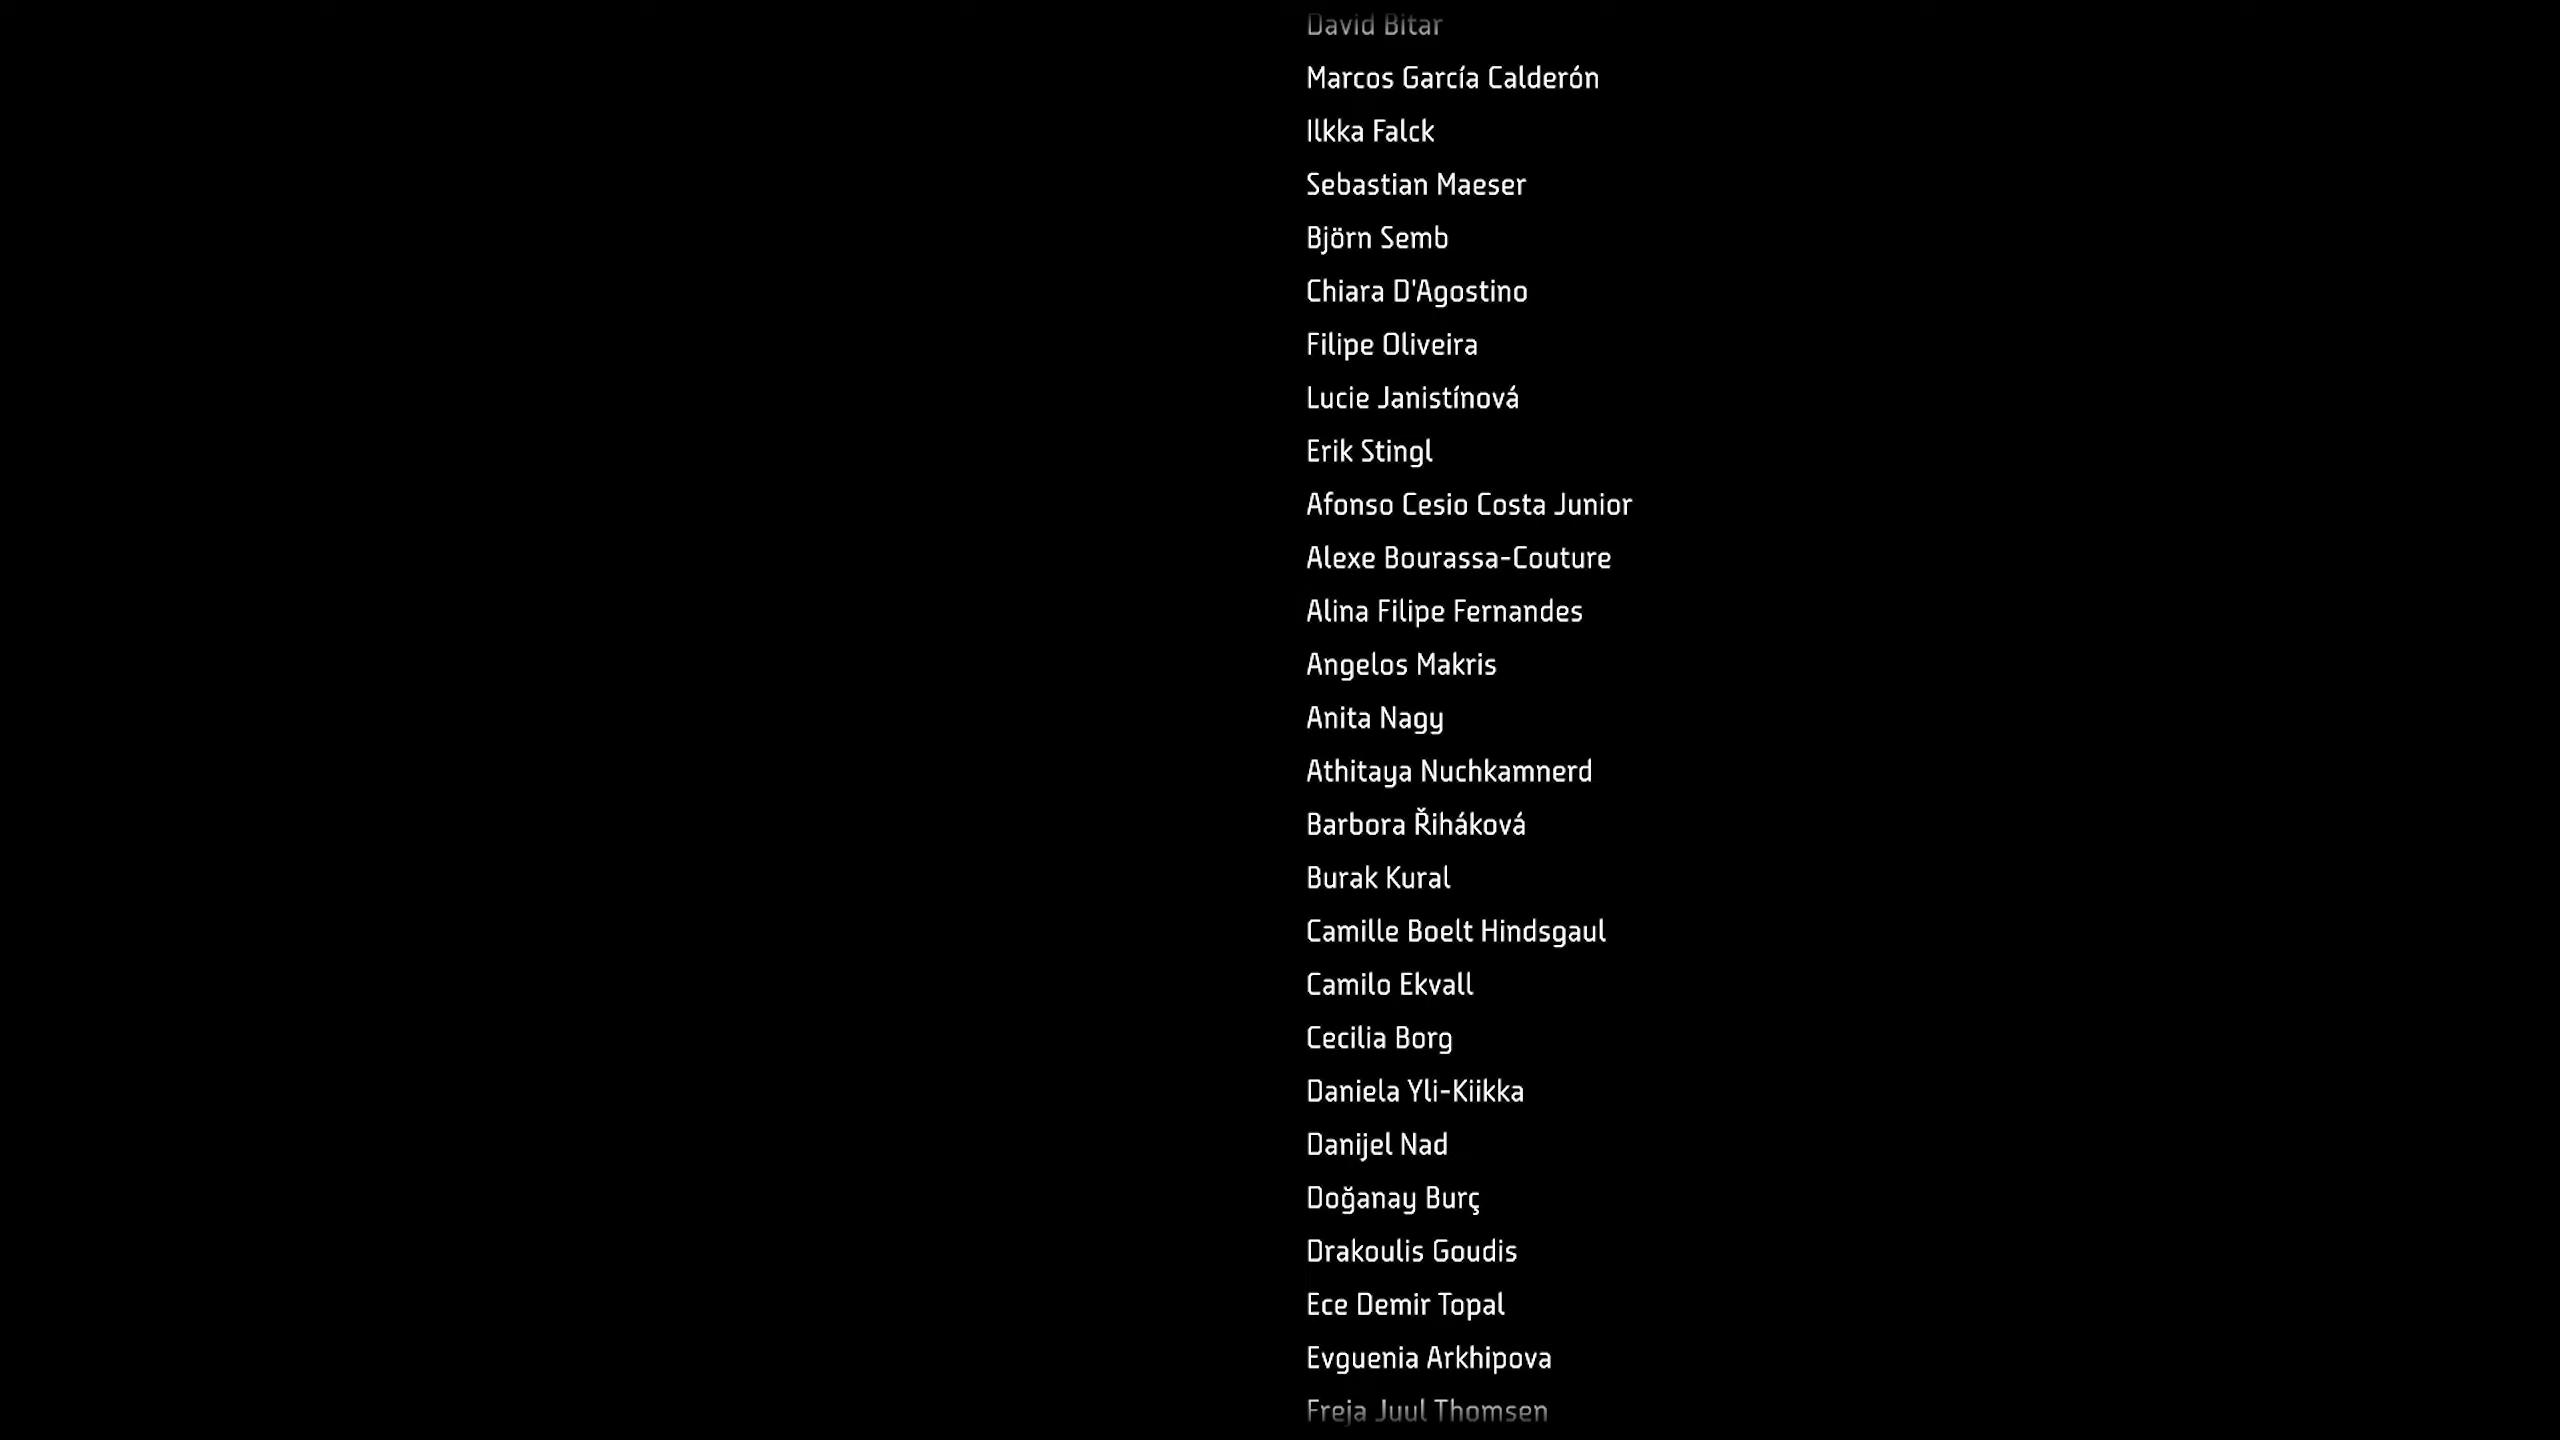 David Bitar
Marcos García Calderón
Ilkka Falck
Sebastian Maeser
Björn Semb
Chiara D'Agostino
Filipe Oliveira
Lucie Janistínová
Erik Stingl
Afonso Cesio Costa Junior
Alexe Bourassa-Couture
Alina Filipe Fernandes
Angelos Makris
Anita Nagy
Athitaya Nuchkamnerd
Barbora Řiháková
Burak Kural
Camille Boelt Hindsgaul
Camilo Ekvall
Cecilia Borg
Daniela Yli-Kiikka
Danijel Nad
Doğanay Burç
Drakoulis Goudis
Ece Demir Topal
Evguenia Arkhipova
Freja Juul Thomsen